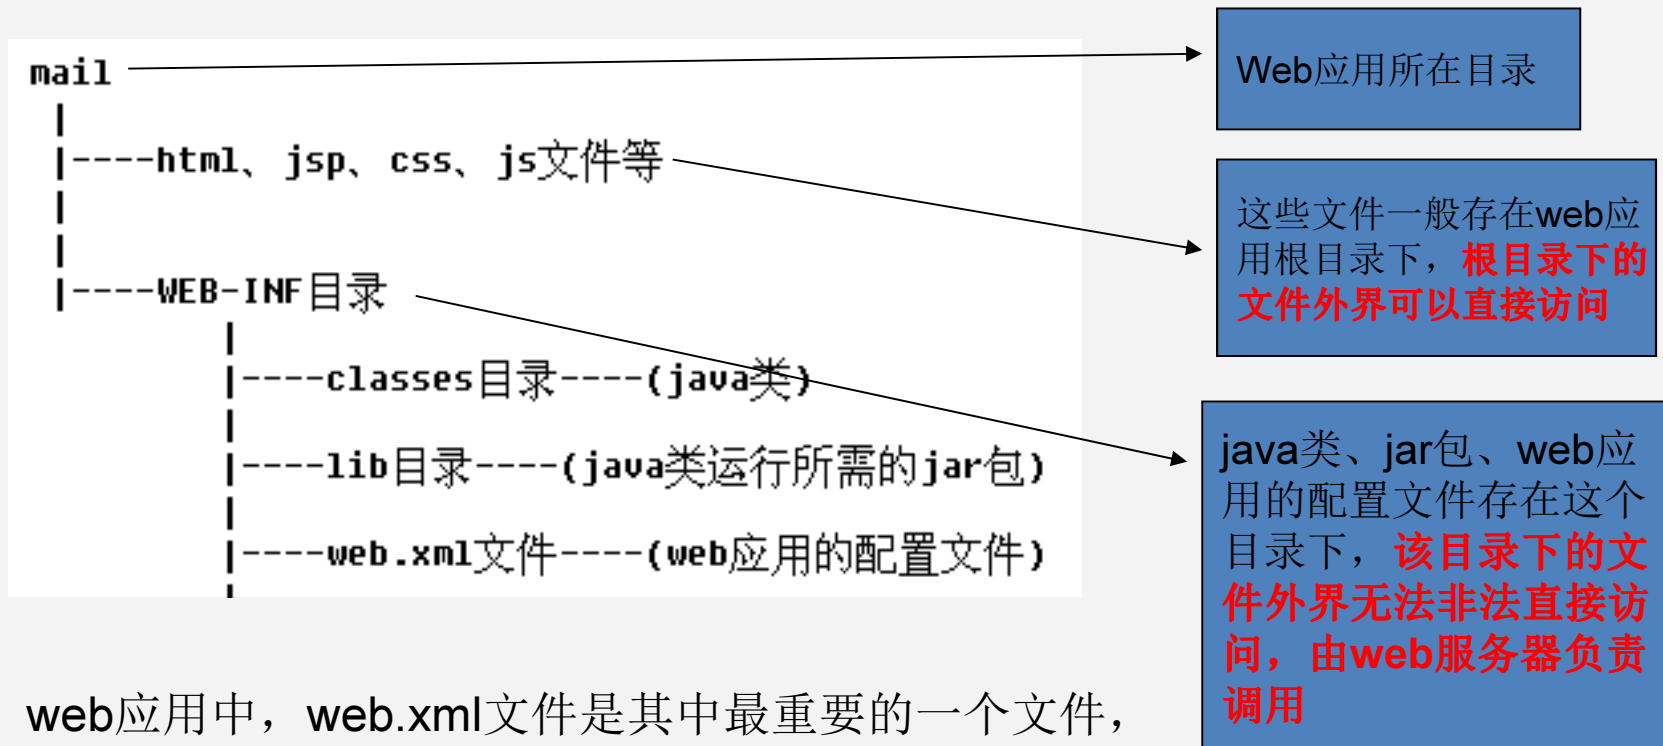 mail
Web应用所在目录
|----html、jsp、css、js文件等
这些文件一般存在web应
用根目录下，根目录下的
文件外界可以直接访问
|----WEB-INF目录
|----classes目录----(java类)
|----lib目录----(java类运行所需的jar包)
|----web.xml文件----(web应用的配置文件)
java类、jar包、web应
用的配置文件存在这个
目录下，该目录下的文
件外界无法非法直接访
问，由web服务器负责
调用
web应用中，web.xml文件是其中最重要的一个文件，